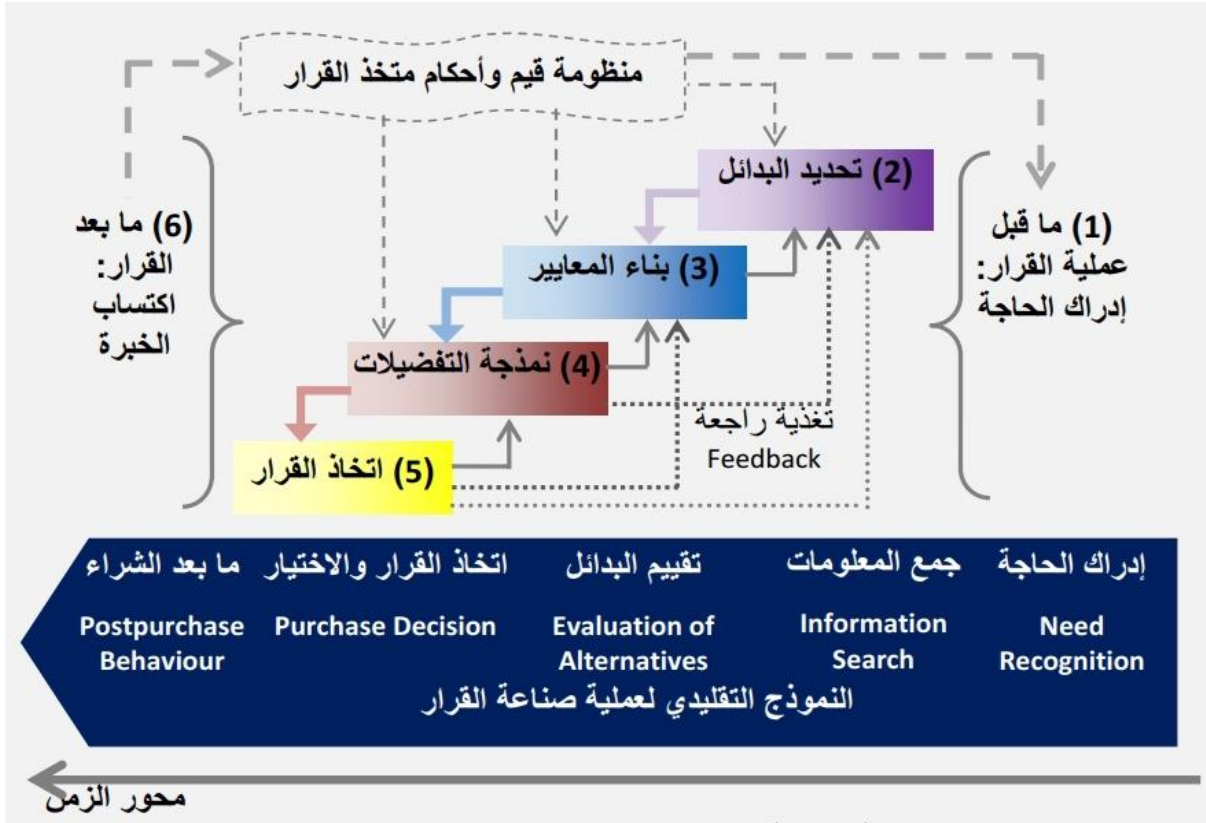 منظومة قيم وأحكام متخذ القرار
(1) ما قبل
عملية القرار:
إدراك الحاجة
(2) تحديد البدائل
(3) بناء المعايير
(4) نمذجة التفضيلات
(5) اتخاذ القرار
(6) ما بعد
القرار:
اكتساب
الخبرة
تغذية راجعة
Feedback
إدراك الحاجة
Need
Recognition
جمع المعلومات
Information
Search
تقييم البدائل
Evaluation of
Alternatives
اتخاذ القرار والاختيار
Purchase Decision
ما بعد الشراء
Postpurchase
Behaviour
النموذج التقليدي لعملية صناعة القرار
محور الزمن